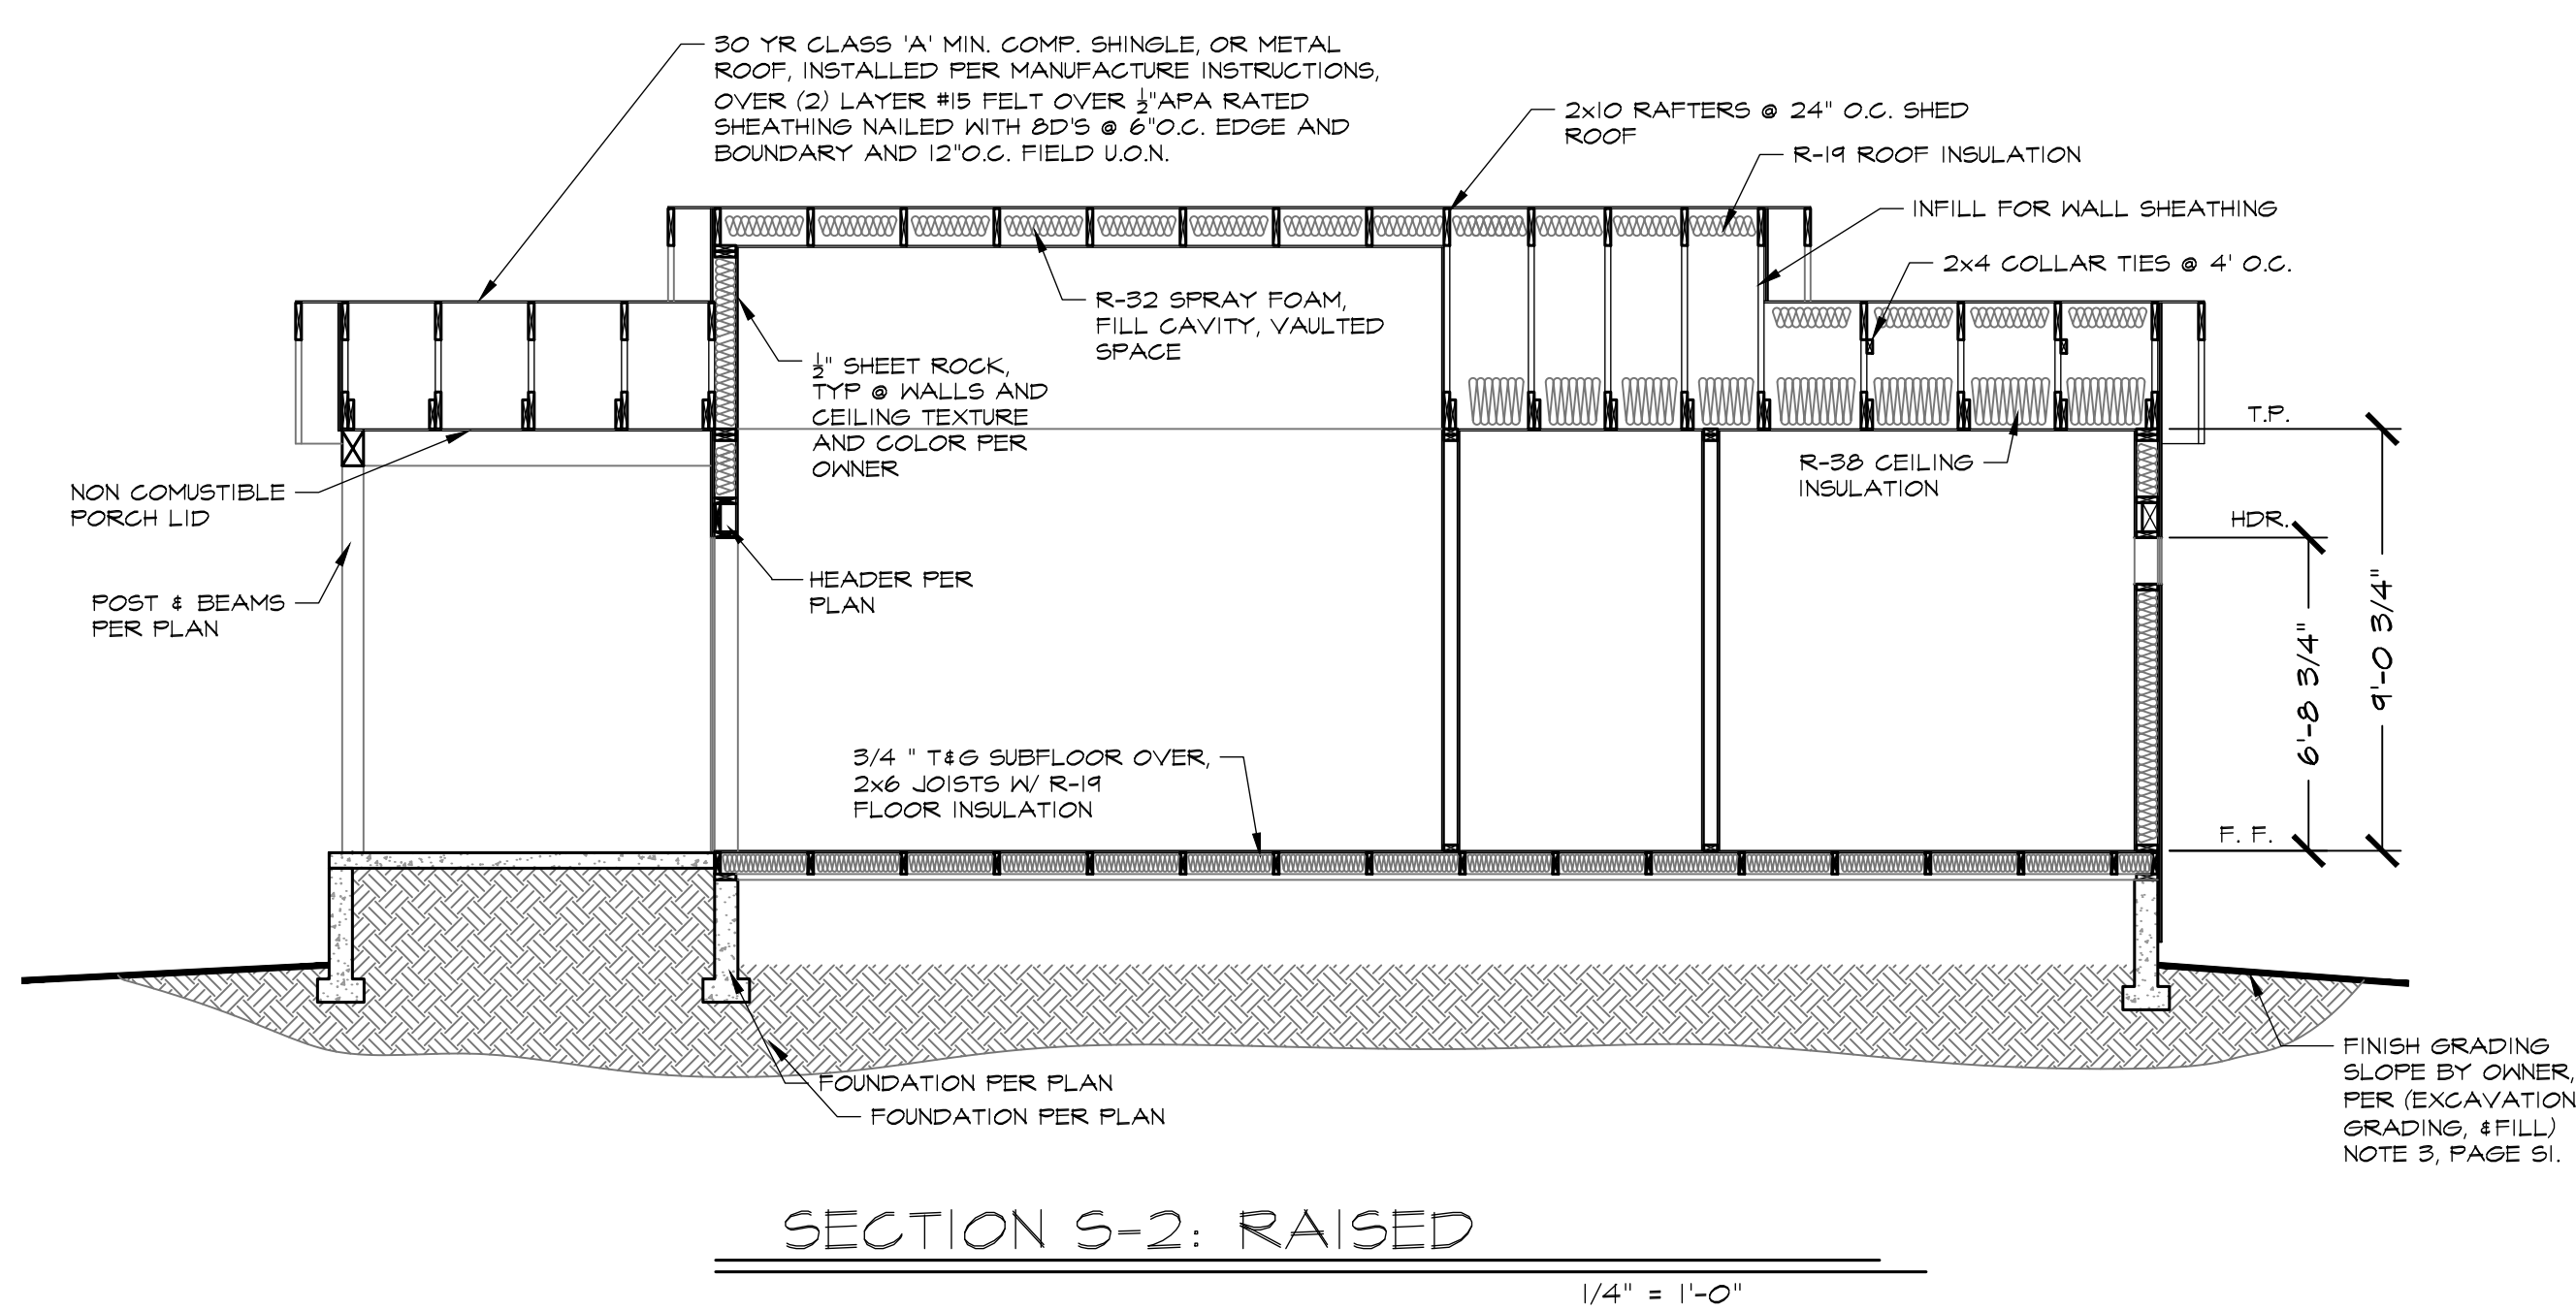 30 YR CLASS 'A' MIN. COMP. SHINGLE, OR METAL
ROOF, INSTALLED PER MANUFACTURE INSTRUCTIONS,
OVER (2) LAYER #15 FELT OVER ½"APA RATED
SHEATHING NAILED WITH 8D'S @ 6"O.C. EDGE AND
BOUNDARY AND 12"O.C. FIELD U.O.N.
2x10 RAFTERS @ 24" O.C. SHED
ROOF
R-19 ROOF INSULATION
INFILL FOR WALL SHEATHING
2x4 COLLAR TIES @ 4' O.C.
R-32 SPRAY FOAM,
FILL CAVITY, VAULTED
SPACE
½" SHEET ROCK,
TYP @ WALLS AND
CEILING TEXTURE
AND COLOR PER
OWNER
T.P.
R-38 CEILING
INSULATION
NON COMUSTIBLE
PORCH LID
HDR.
HEADER PER
PLAN
POST & BEAMS
PER PLAN
6'-8 3/4"
9'-0 3/4"
3/4 " T&G SUBFLOOR OVER,
2x6 JOISTS W/ R-19
FLOOR INSULATION
F. F.
FINISH GRADING
SLOPE BY OWNER,
PER (EXCAVATION
GRADING, &FILL)
NOTE 3, PAGE S1.
FOUNDATION PER PLAN
FOUNDATION PER PLAN
SECTION S-2: RAISED
1/4" = 1'-0"